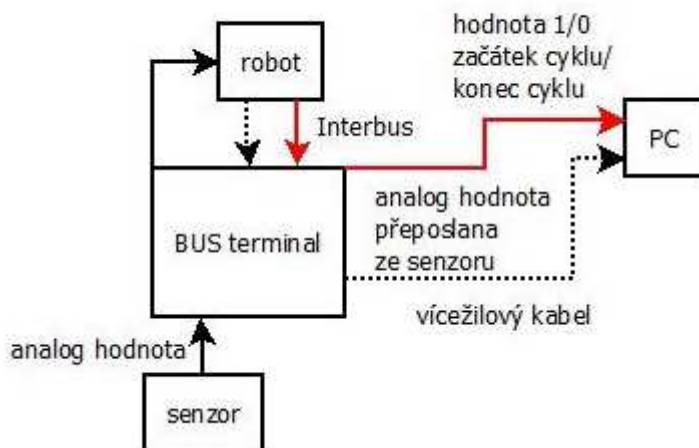 hodnota 1/0
začátek cyklu/
konec cyklu
robot
Interbus
PC
analog hodnota
přeposlana
ze senzoru
BUS terminal
vícežilový kabel
analog hodnota
senzor